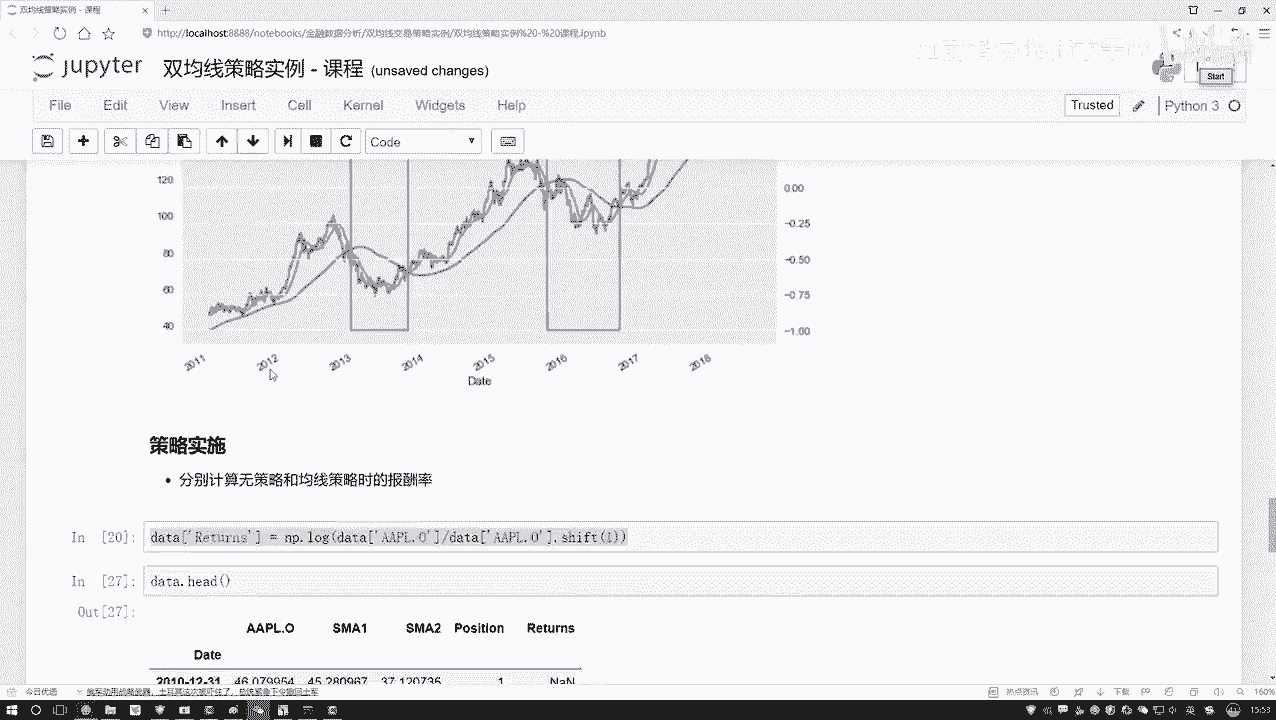 双均线策略实例 - 课程
http://localhost:8889/notebooks/金融数据分析/双均线交易策略实例/双均线策略实例%20-%20课程.ipynb
jupyter 双均线策略实例 - 课程 (unsaved changes)
Start
File Edit View Insert Cell Kernel Widgets Help
Trusted Python 3
Code
120
100
80
60
40
0.00
-0.25
-0.50
-0.75
-1.00
2011 2012 2013 2014 2015 2016 2017 2018
Date
策略实施
分别计算无策略和均线策略时的报酬率
In [20]: data['Returns'] = np.log(data['AAPL.O']/data['AAPL.O'].shift(1))
In [27]: data.head()
Out[27]:
AAPL.O SMA1 SMA2 Position Returns
Date
2010-12-31 46.079954 45.280967 37.120735 1 NaN
今日优选
热点资讯 下载 160%
15:53